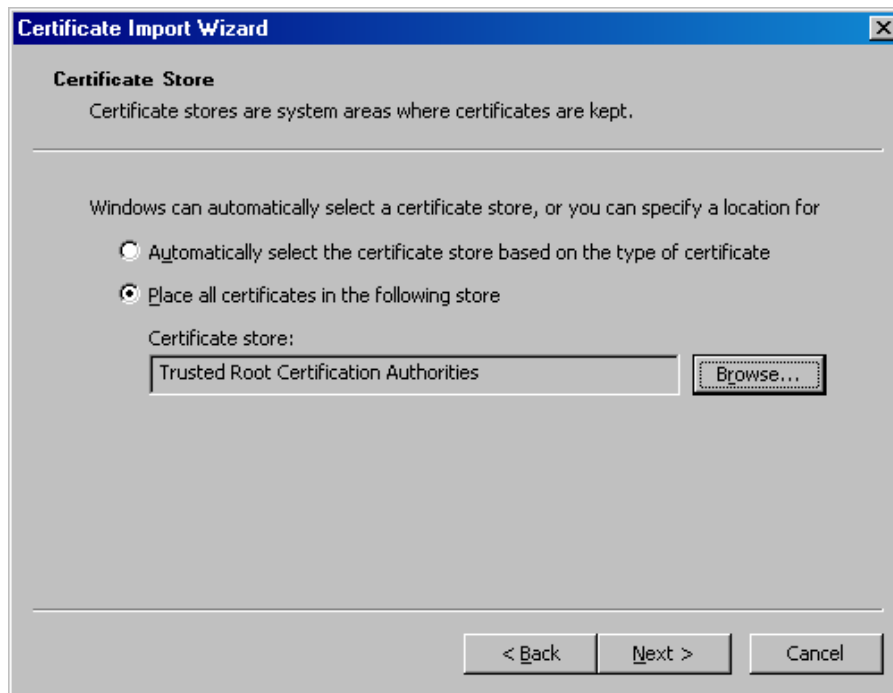 Certificate Import Wizard
Certificate Store
Certificate stores are system areas where certificates are kept.
Windows can automatically select a certificate store, or you can specify a location for
Automatically select the certificate store based on the type of certificate
Place all certificates in the following store
Certificate store:
Trusted Root Certification Authorities
Browse...
< Back
Next >
Cancel